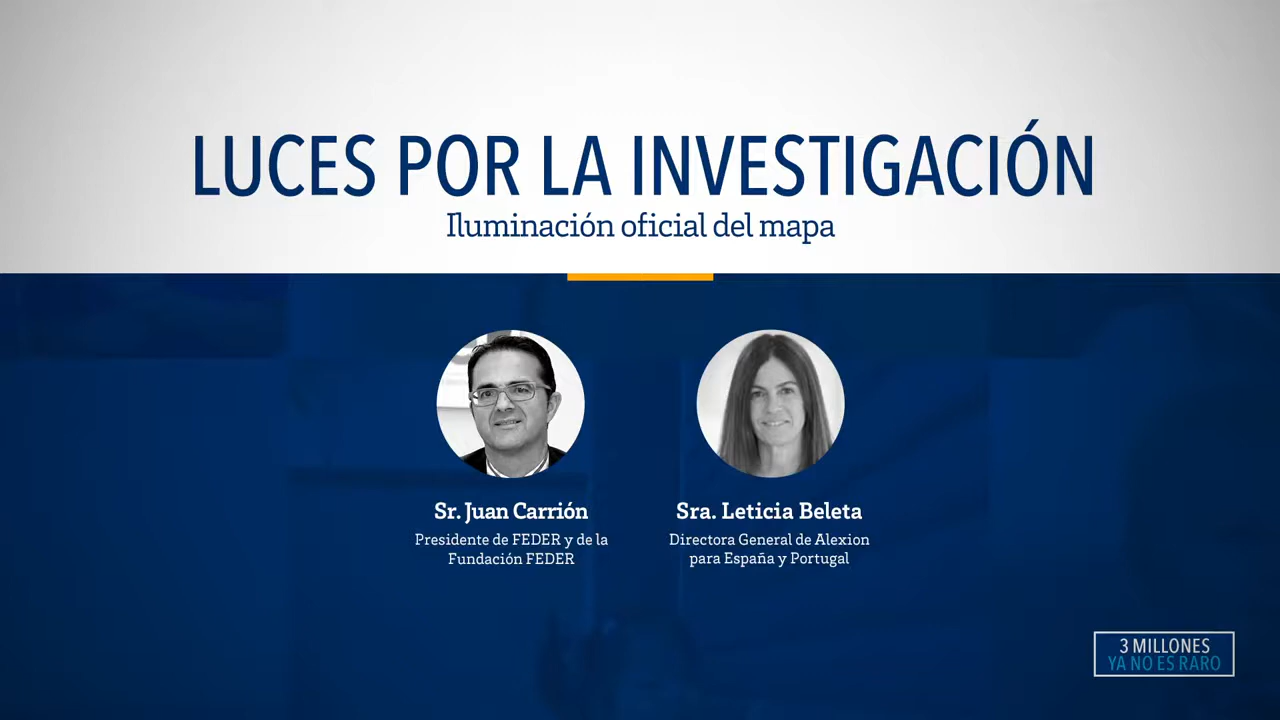 LUCES POR LA INVESTIGACIÓN
Iluminación oficial del mapa
Sr. Juan Carrión
Presidente de FEDER y de la
Fundación FEDER
Sra. Leticia Beleta
Directora General de Alexion
para España y Portugal
3 MILLONES
YA NO ES RARO